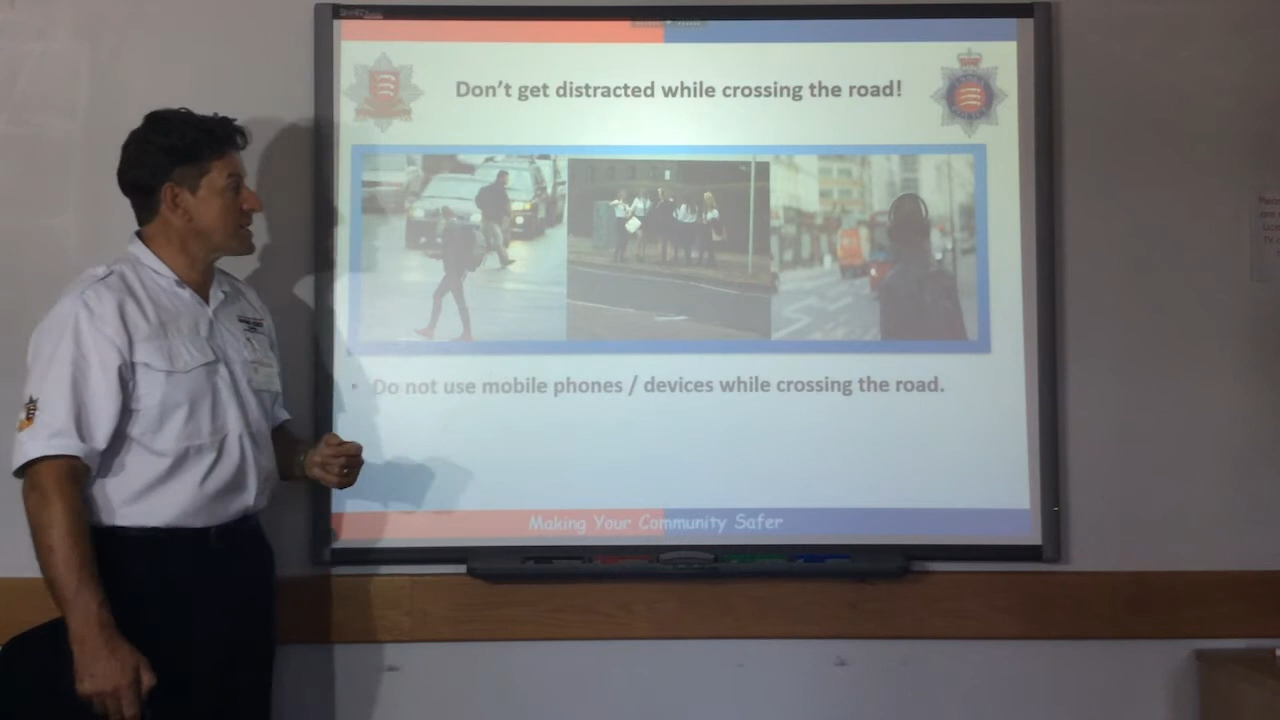 Don't get distracted while crossing the road!
• Do not use mobile phones / devices while crossing the road.
Making Your Community Safer